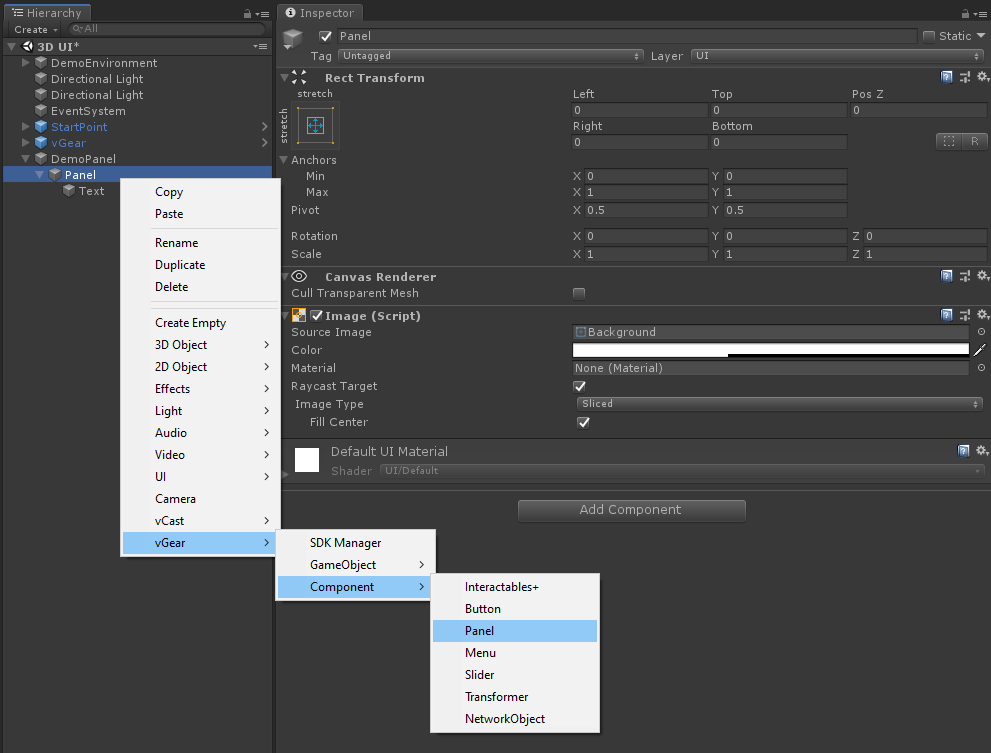 Hierarchy
Create
All
3D UI*
DemoEnvironment
Directional Light
Directional Light
EventSystem
StartPoint
vGear
DemoPanel
Panel
Text
Copy
Paste
Rename
Duplicate
Delete
Create Empty
3D Object
2D Object
Effects
Light
Audio
Video
UI
Camera
vCast
vGear
SDK Manager
GameObject
Component
Interactables+
Button
Panel
Menu
Slider
Transformer
NetworkObject
Inspector
Panel Static
Tag Untagged Layer UI
Rect Transform
stretch
stretch
Left Top Pos Z
0 0 0
Right Bottom
0 0
R
Anchors
Min X 0 Y 0
Max X 1 Y 1
Pivot X 0.5 Y 0.5
Rotation X 0 Y 0 Z 0
Scale X 1 Y 1 Z 1
Canvas Renderer
Cull Transparent Mesh
Image (Script)
Source Image Background
Color
Material None (Material)
Raycast Target
Image Type Sliced
Fill Center
Default UI Material
Shader UI/Default
Add Component